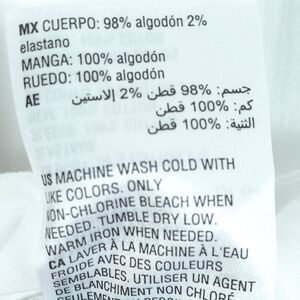 MX CUERPO: 98% algodón 2%
elastano
MANGA: 100% algodón
RUEDO: 100% algodón
AE جسم: 98% قطن 2% إلاستين
كم: 100% قطن
الثنية: 100% قطن
US MACHINE WASH COLD WITH
LIKE COLORS. ONLY
NON-CHLORINE BLEACH WHEN
NEEDED. TUMBLE DRY LOW.
WARM IRON WHEN NEEDED.
CA LAVER À LA MACHINE À L'EAU
FROIDE AVEC DES COULEURS
SEMBLABLES. UTILISER UN AGENT
DE BLANCHIMENT NON CHLORÉ